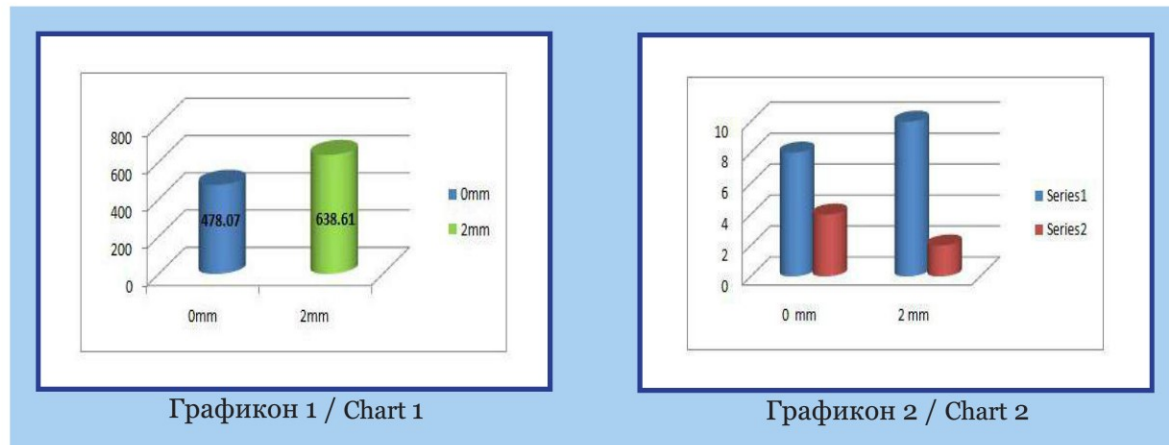 800
600
400
200
0
478.07
638.61
0mm
2mm
0mm
2mm
Графикон 1 / Chart 1
10
8
6
4
2
0
0 mm
2 mm
Series1
Series2
Графикон 2 / Chart 2